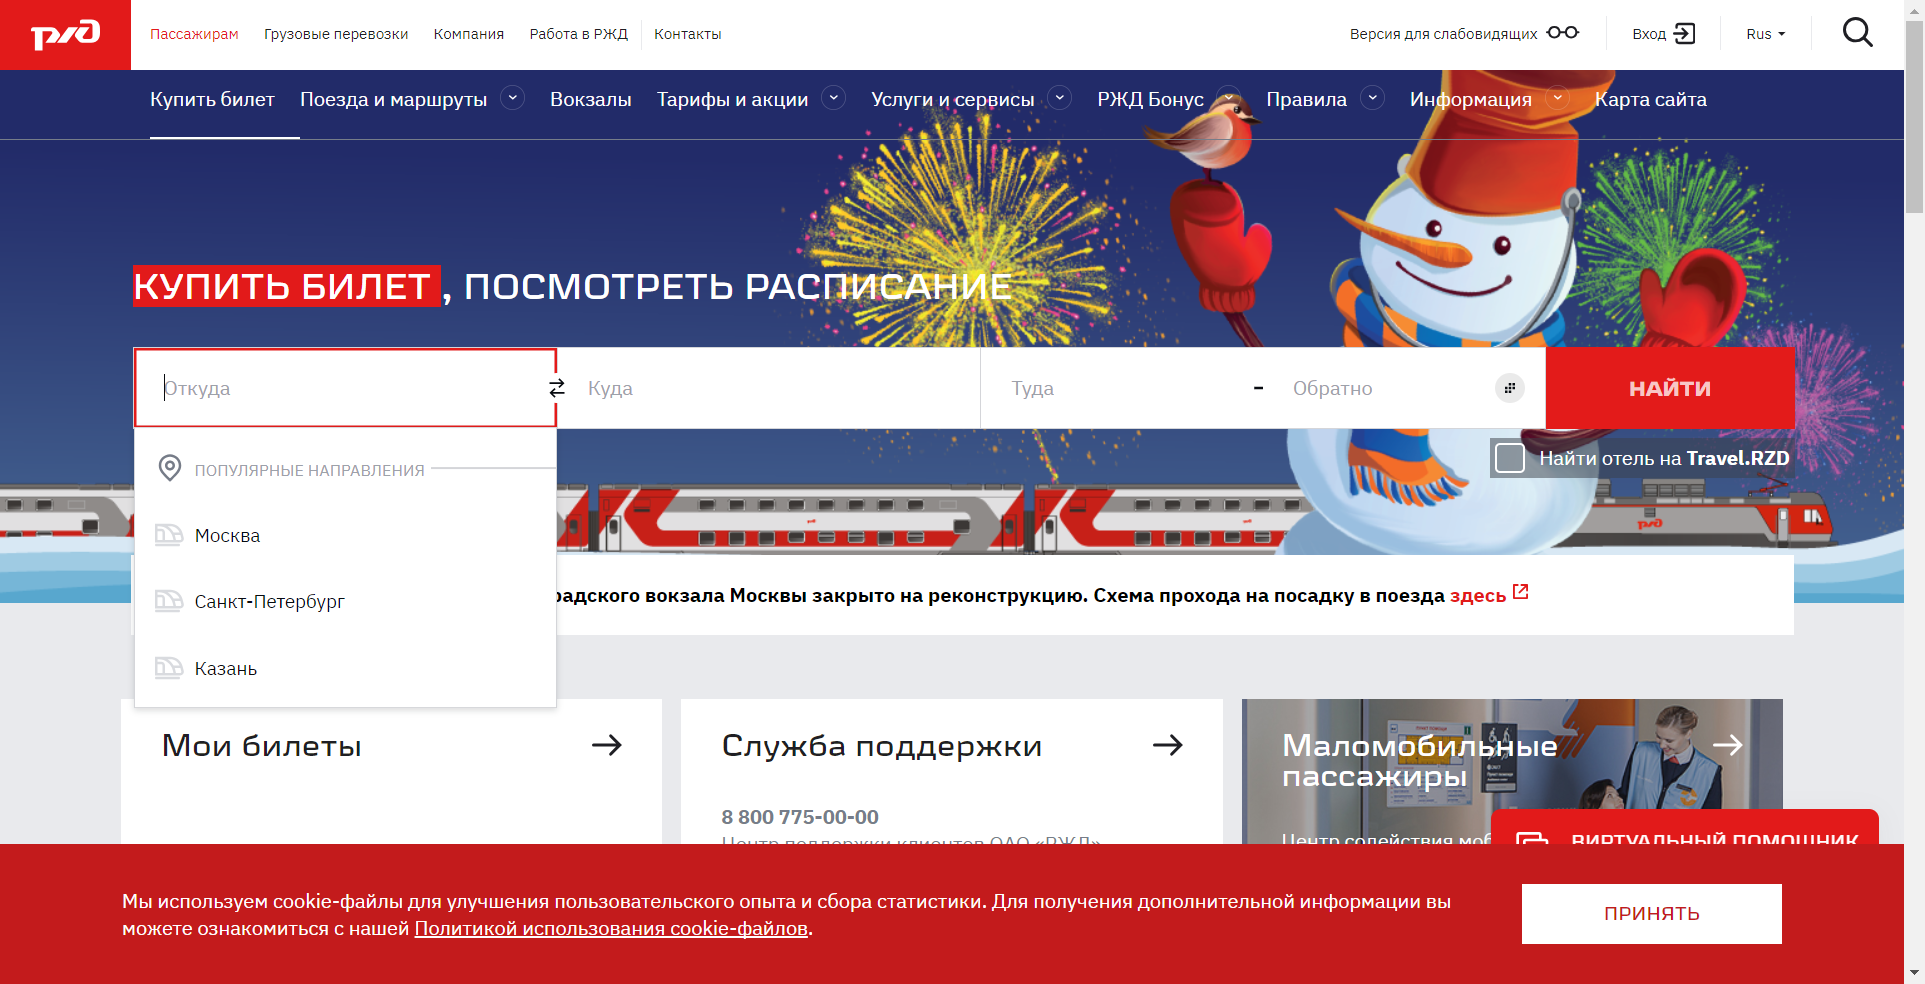 Пассажирам Грузовые перевозки Компания Работа в РЖД Контакты Версия для слабовидящих Вход Rus
Купить билет Поезда и маршруты Вокзалы Тарифы и акции Услуги и сервисы РЖД Бонус Правила Информация Карта сайта
КУПИТЬ БИЛЕТ, ПОСМОТРЕТЬ РАСПИСАНИЕ
Откуда Куда Туда - Обратно НАЙТИ
Найти отель на Travel.RZD
ПОПУЛЯРНЫЕ НАПРАВЛЕНИЯ
Москва
Санкт-Петербург
Казань
радского вокзала Москвы закрыто на реконструкцию. Схема прохода на посадку в поезда здесь
Мои билеты
Служба поддержки
8 800 775-00-00
Центр поддержки клиентов ОАО «РЖД»
Маломобильные
пассажиры
Центр содействия моб
ВИРТУАЛЬНЫЙ ПОМОЩНИК
Мы используем cookie-файлы для улучшения пользовательского опыта и сбора статистики. Для получения дополнительной информации вы
можете ознакомиться с нашей Политикой использования cookie-файлов.
ПРИНЯТЬ